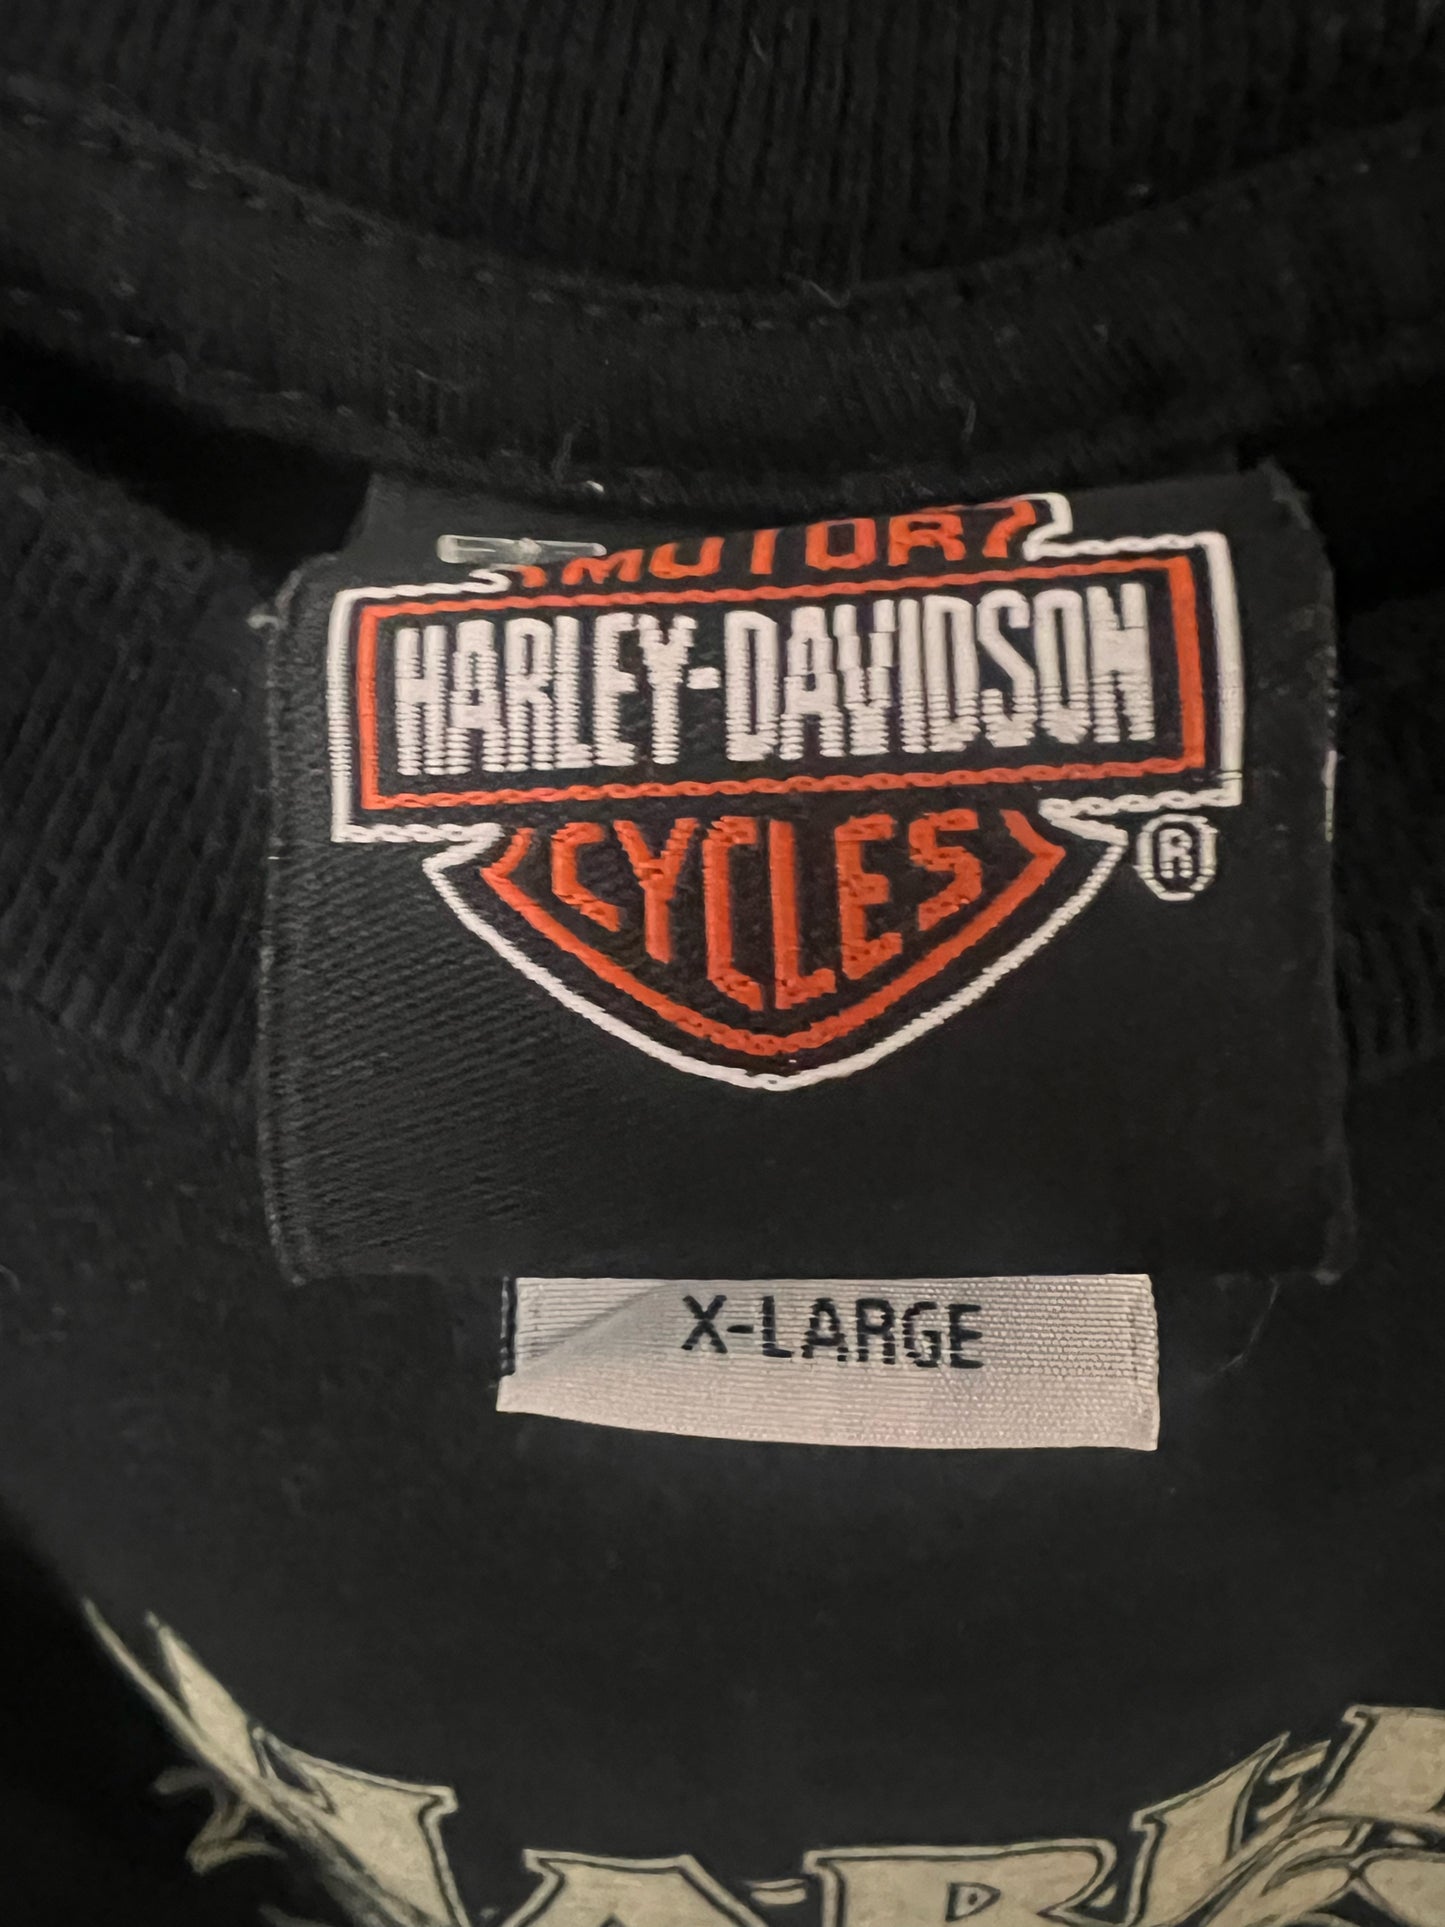 MOTOR
HARLEY-DAVIDSON
CYCLES
®
X-LARGE